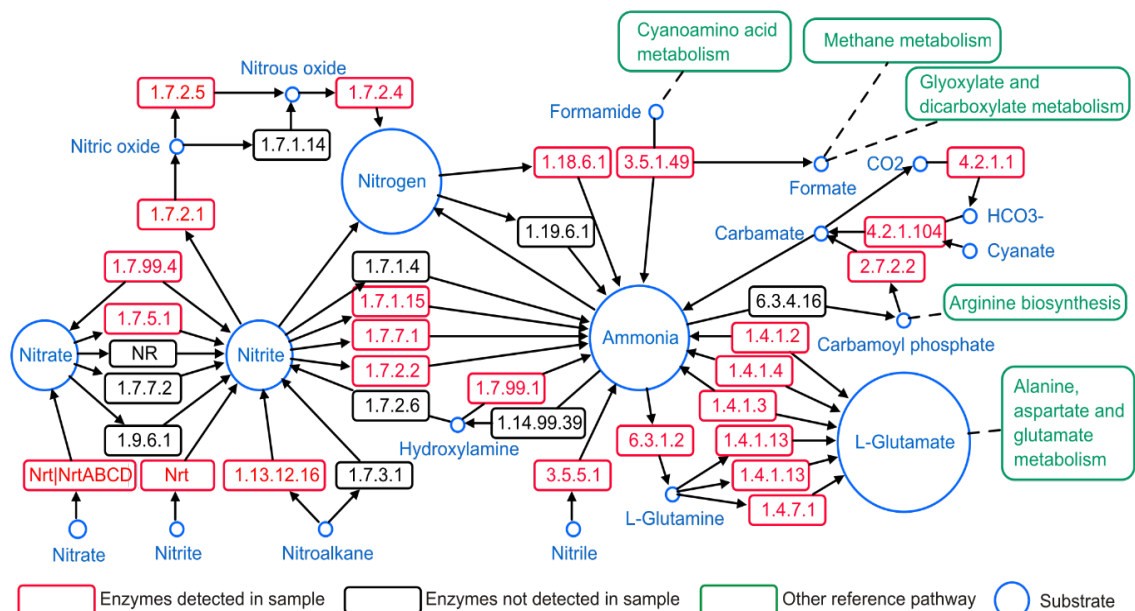 Cyanoamino acid
metabolism
Methane metabolism
Glyoxylate and
dicarboxylate metabolism
Nitrous oxide
1.7.2.5
1.7.2.4
Formamide
Nitric oxide
1.7.1.14
Nitrogen
1.18.6.1
3.5.1.49
Formate
CO2
4.2.1.1
1.7.2.1
1.19.6.1
Carbamate
4.2.1.104
HCO3-
Cyanate
2.7.2.2
1.7.99.4
1.7.1.4
6.3.4.16
Arginine biosynthesis
1.7.1.15
1.7.5.1
1.7.7.1
Ammonia
1.4.1.2
Carbamoyl phosphate
Nitrate
NR
Nitrite
1.7.7.2
1.7.2.2
1.4.1.4
1.7.99.1
1.7.2.6
1.4.1.3
1.14.99.39
Hydroxylamine
1.9.6.1
6.3.1.2
1.4.1.13
L-Glutamate
Alanine,
aspartate and
glutamate
metabolism
Nrt|NrtABCD
Nrt
1.13.12.16
1.7.3.1
3.5.5.1
1.4.1.13
1.4.7.1
L-Glutamine
Nitrate
Nitrite
Nitroalkane
Nitrile
Enzymes detected in sample
Enzymes not detected in sample
Other reference pathway
Substrate